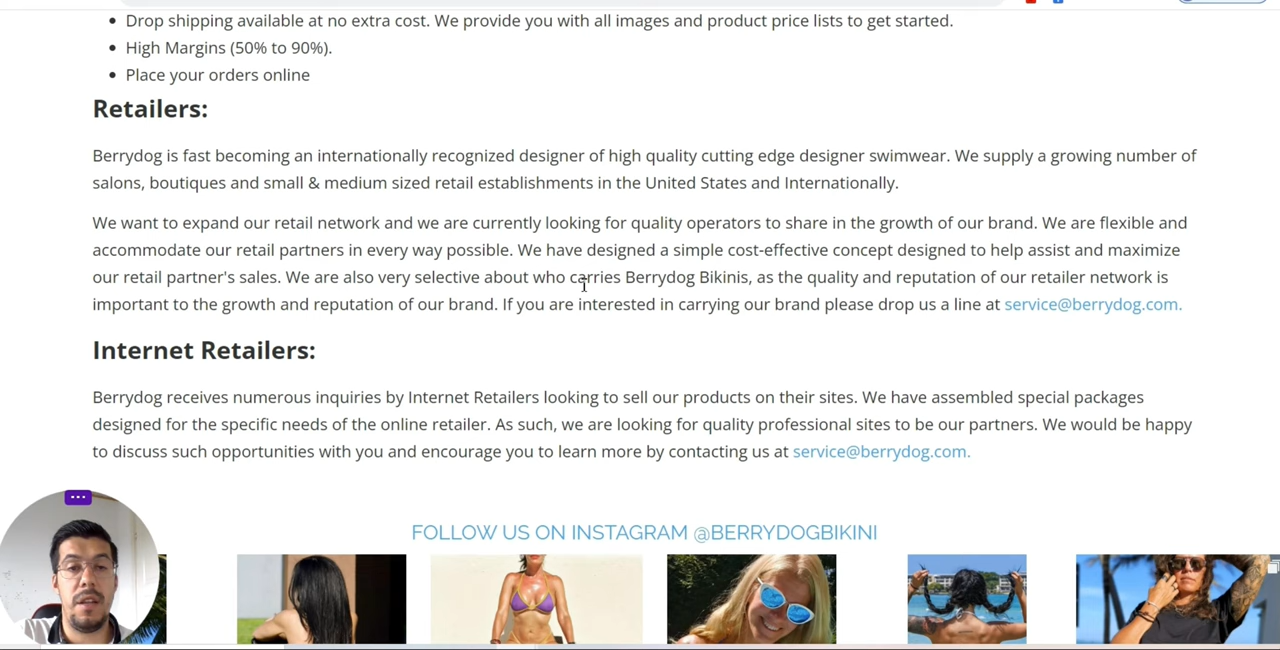 Drop shipping available at no extra cost. We provide you with all images and product price lists to get started.
High Margins (50% to 90%).
Place your orders online
Retailers:
Berrydog is fast becoming an internationally recognized designer of high quality cutting edge designer swimwear. We supply a growing number of
salons, boutiques and small & medium sized retail establishments in the United States and Internationally.
We want to expand our retail network and we are currently looking for quality operators to share in the growth of our brand. We are flexible and
accommodate our retail partners in every way possible. We have designed a simple cost-effective concept designed to help assist and maximize
our retail partner's sales. We are also very selective about who carries Berrydog Bikinis, as the quality and reputation of our retailer network is
important to the growth and reputation of our brand. If you are interested in carrying our brand please drop us a line at service@berrydog.com.
Internet Retailers:
Berrydog receives numerous inquiries by Internet Retailers looking to sell our products on their sites. We have assembled special packages
designed for the specific needs of the online retailer. As such, we are looking for quality professional sites to be our partners. We would be happy
to discuss such opportunities with you and encourage you to learn more by contacting us at service@berrydog.com.
FOLLOW US ON INSTAGRAM @BERRYDOGBIKINI